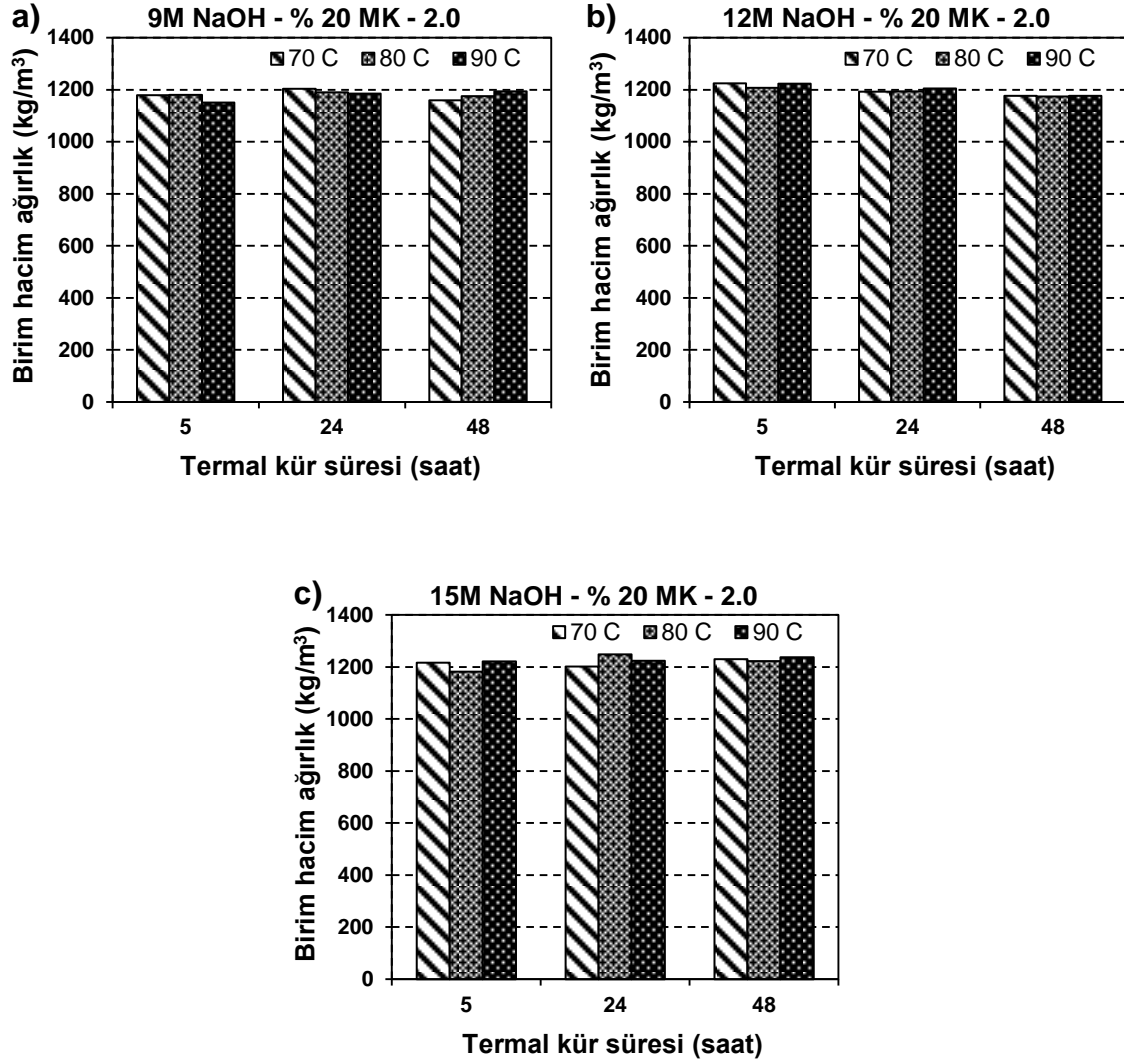 a)
9M NaOH - % 20 MK - 2.0
Birim hacim ağırlık (kg/m³)
1400
1200
1000
800
600
400
200
0
70 C 80 C 90 C
5 24 48
Termal kür süresi (saat)
b)
12M NaOH - % 20 MK - 2.0
Birim hacim ağırlık (kg/m³)
1400
1200
1000
800
600
400
200
0
70 C 80 C 90 C
5 24 48
Termal kür süresi (saat)
c)
15M NaOH - % 20 MK - 2.0
Birim hacim ağırlık (kg/m³)
1400
1200
1000
800
600
400
200
0
70 C 80 C 90 C
5 24 48
Termal kür süresi (saat)